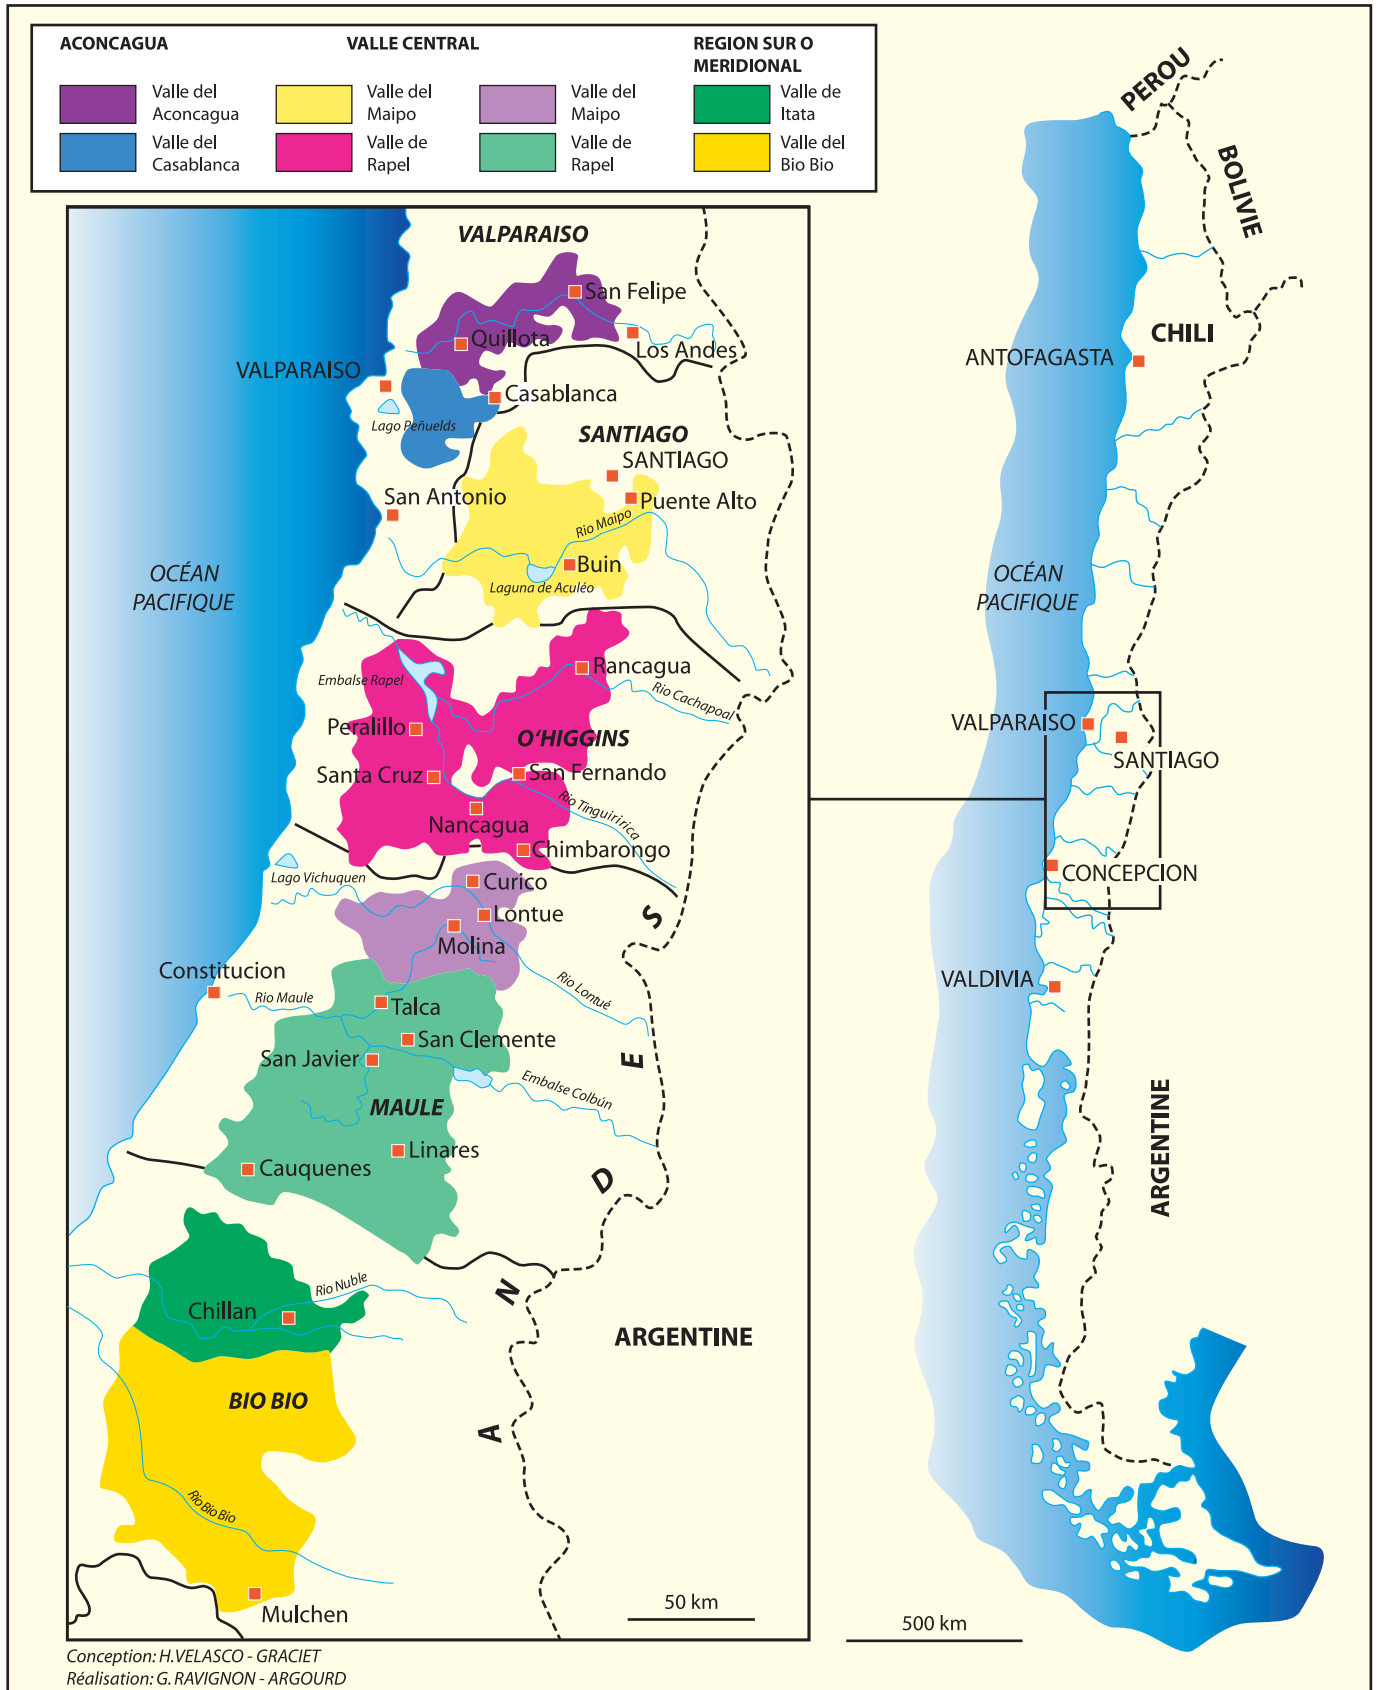 ACONCAGUA
VALLE CENTRAL
REGION SUR O
MERIDIONAL
Valle del
Aconcagua
Valle del
Maipo
Valle del
Maipo
Valle de
Itata
Valle del
Casablanca
Valle de
Rapel
Valle de
Rapel
Valle del
Bio Bio
VALPARAISO
San Felipe
Quillota
Los Andes
VALPARAISO
Casablanca
Lago Peñuelds
SANTIAGO
SANTIAGO
San Antonio
Puente Alto
Rio Maipo
Buin
Laguna de Aculéo
OCÉAN
PACIFIQUE
Rancagua
Embalse Rapel
Rio Cachapoal
Peralillo
O'HIGGINS
Santa Cruz
San Fernando
Rio Tinguiririca
Nancagua
Chimbarongo
Lago Vichuquen
Curico
Lontue
Molina
Constitucion
Rio Maule
Rio Lontué
Talca
San Clemente
San Javier
Embalse Colbún
MAULE
Linares
Cauquenes
Rio Nuble
Chillan
ARGENTINE
BIO BIO
Rio Bio Bio
Mulchen
A N D E S
50 km
PEROU
BOLIVIE
CHILI
ANTOFAGASTA
OCÉAN
PACIFIQUE
VALPARAISO
SANTIAGO
CONCEPCION
VALDIVIA
ARGENTINE
500 km
Conception: H.VELASCO - GRACIET
Réalisation: G. RAVIGNON - ARGOURD